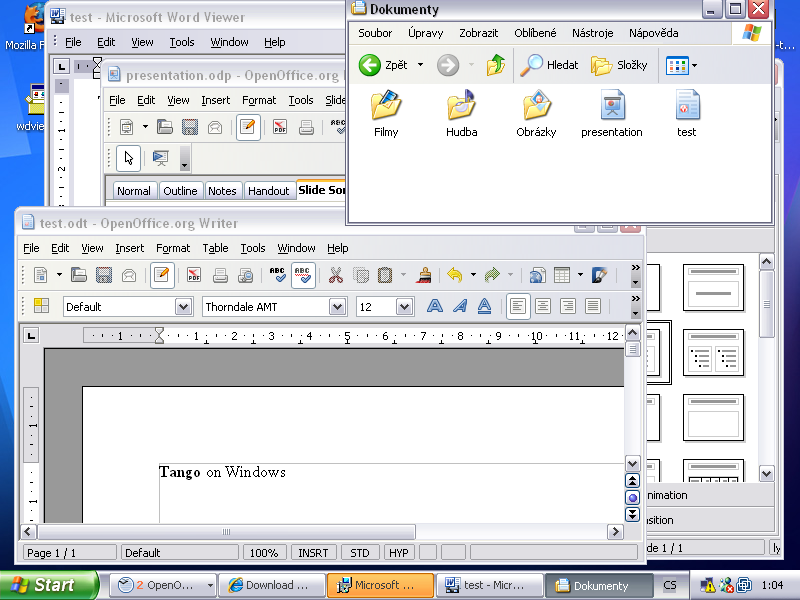 Mozilla F
wdvie
test - Microsoft Word Viewer
File Edit View Tools Window Help
presentation.odp - OpenOffice.org
File Edit View Insert Format Tools Slide
Normal Outline Notes Handout Slide Sor
Dokumenty
Soubor Úpravy Zobrazit Oblíbené Nástroje Nápověda
Zpět Hledat Složky
Filmy Hudba Obrázky presentation test
-t...
test.odt - OpenOffice.org Writer
File Edit View Insert Format Table Tools Window Help
Default Thorndale AMT 12
1 1 2 3 4 5 6 7 8 9 10 11 12
Tango on Windows
Page 1 / 1 Default 100% INSRT STD HYP
nimation
sition
de 1 / 1
Start 2 OpenO... Download ... Microsoft ... test - Micr... Dokumenty CS 1:04